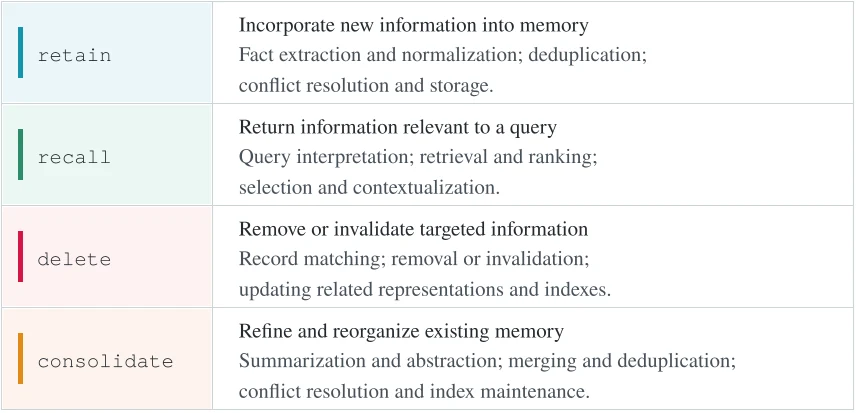 retain
Incorporate new information into memory
Fact extraction and normalization; deduplication;
conflict resolution and storage.
recall
Return information relevant to a query
Query interpretation; retrieval and ranking;
selection and contextualization.
delete
Remove or invalidate targeted information
Record matching; removal or invalidation;
updating related representations and indexes.
consolidate
Refine and reorganize existing memory
Summarization and abstraction; merging and deduplication;
conflict resolution and index maintenance.